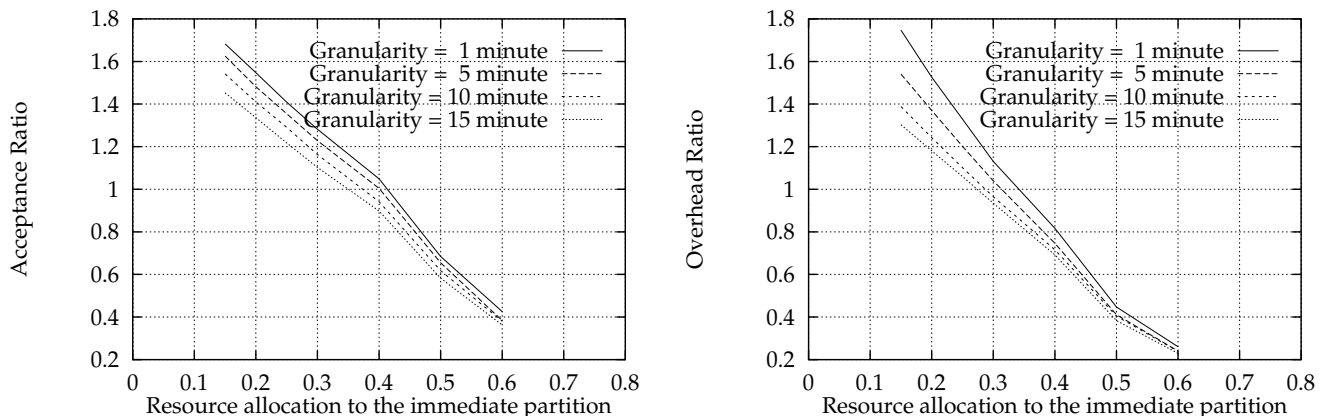 Acceptance Ratio
1.8
1.6
1.4
1.2
1
0.8
0.6
0.4
0.2
Granularity = 1 minute
Granularity = 5 minute
Granularity = 10 minute
Granularity = 15 minute
0 0.1 0.2 0.3 0.4 0.5 0.6 0.7 0.8
Resource allocation to the immediate partition
Overhead Ratio
1.8
1.6
1.4
1.2
1
0.8
0.6
0.4
0.2
Granularity = 1 minute
Granularity = 5 minute
Granularity = 10 minute
Granularity = 15 minute
0 0.1 0.2 0.3 0.4 0.5 0.6 0.7 0.8
Resource allocation to the immediate partition